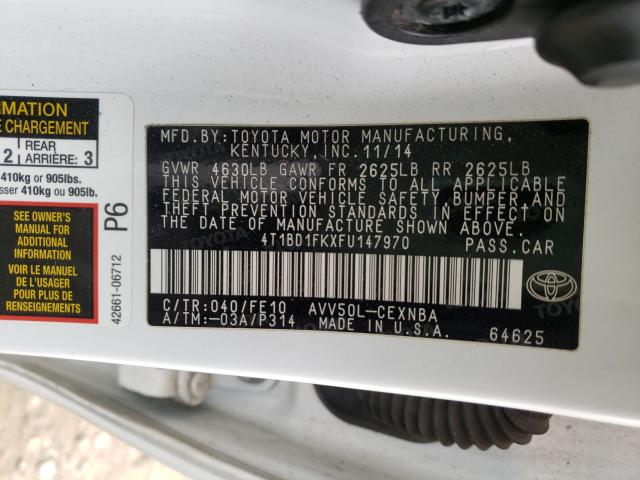 RMATION
E CHARGEMENT
2 REAR ARRIÈRE: 3
410kg or 905lbs.
sser 410kg ou 905lb.
SEE OWNER'S
MANUAL FOR
ADDITIONAL
INFORMATION
VOIR LE MANUEL
DE L'USAGER
POUR PLUS DE
RENSEIGNEMENTS
P6
42661-06712
MFD.BY:TOYOTA MOTOR MANUFACTURING,
KENTUCKY, INC. 11/14
GVWR 4630LB GAWR FR 2625LB RR 2625LB
THIS VEHICLE CONFORMS TO ALL APPLICABLE
FEDERAL MOTOR VEHICLE SAFETY, BUMPER, AND
THEFT PREVENTION STANDARDS IN EFFECT ON
THE DATE OF MANUFACTURE SHOWN ABOVE.
4T1BD1FKXFU147970 PASS.CAR
C/TR: 040/FE10 AVV50L-CEXNBA
A/TM:-03A/P314 MADE IN U.S.A.
64625
TOYOTA